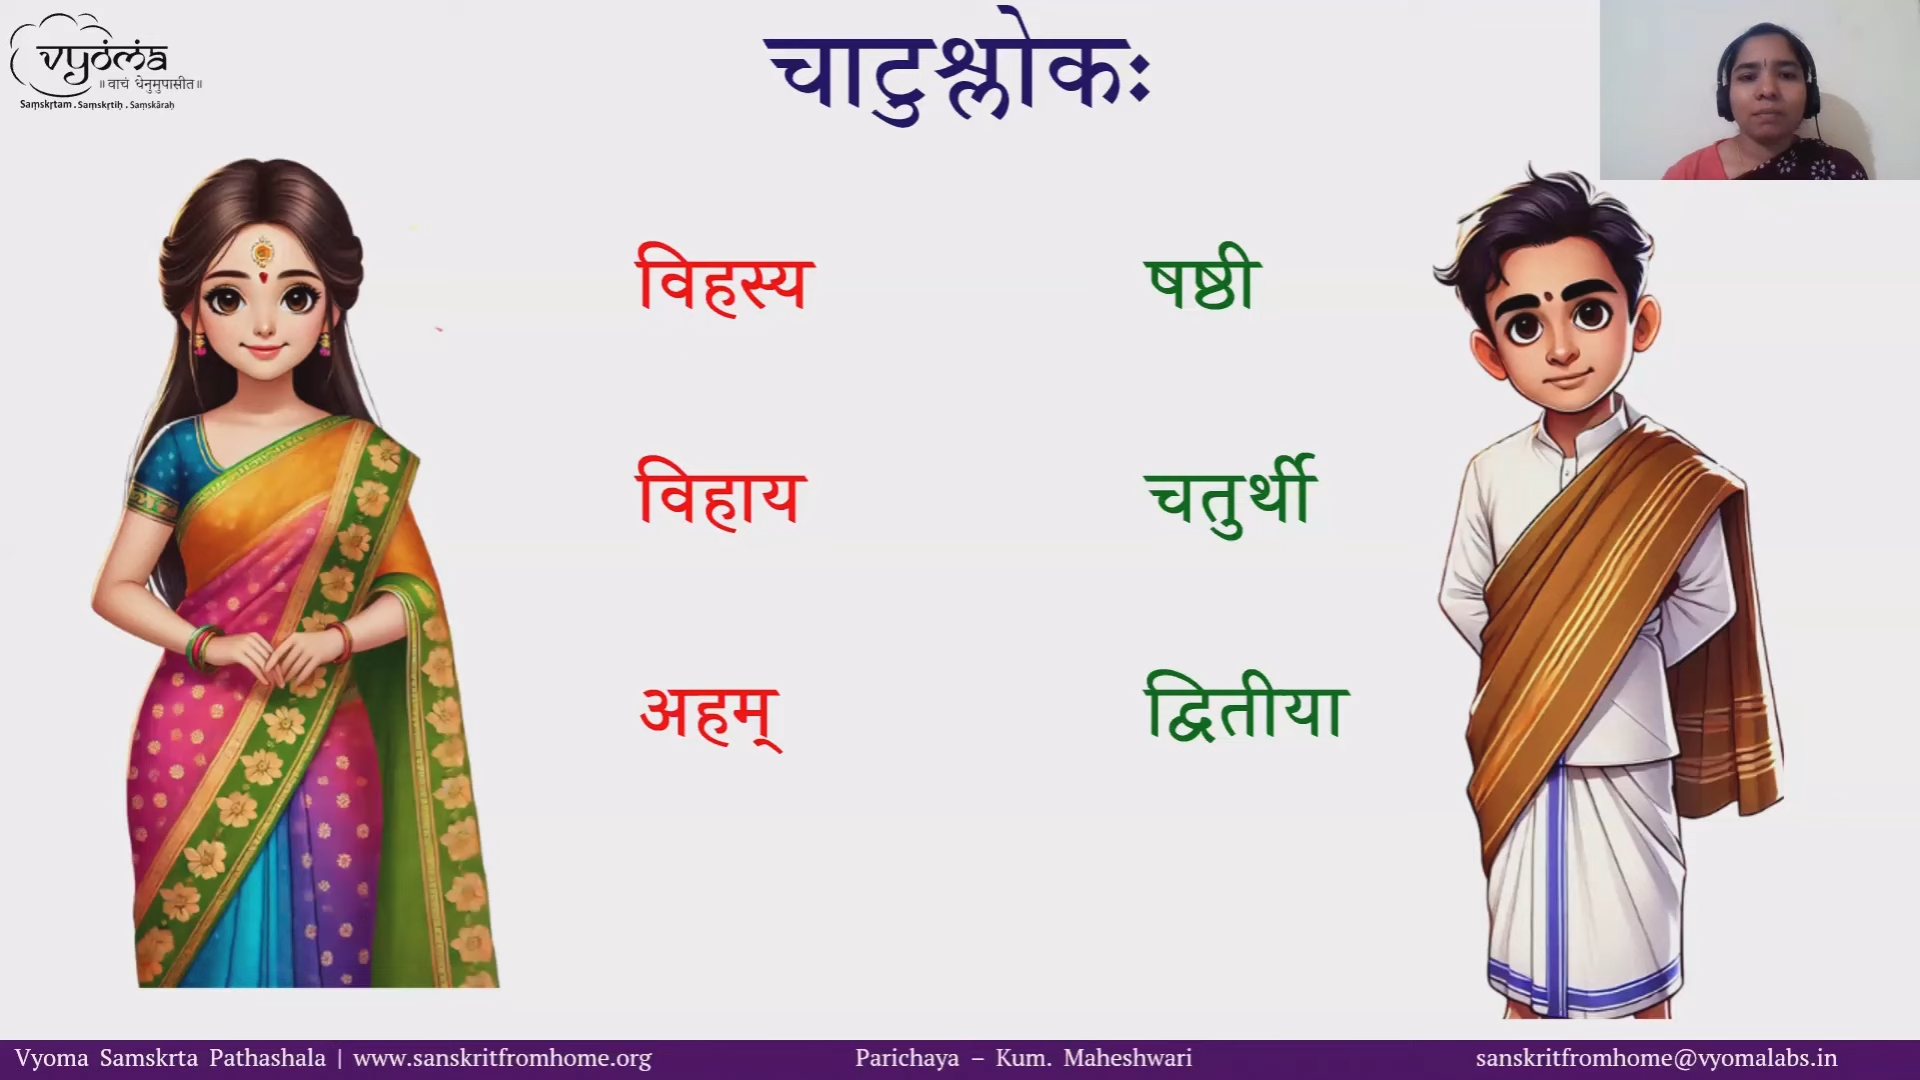 vyoma
॥ वाचं धेनुमुपासीत॥
Saṃskṛtam . Saṃskṛtiḥ . Saṃskāraḥ
चाटुश्लोकः
विहस्य षष्ठी
विहाय चतुर्थी
अहम् द्वितीया
Vyoma Samskrta Pathashala | www.sanskritfromhome.org Parichaya – Kum. Maheshwari sanskritfromhome@vyomalabs.in